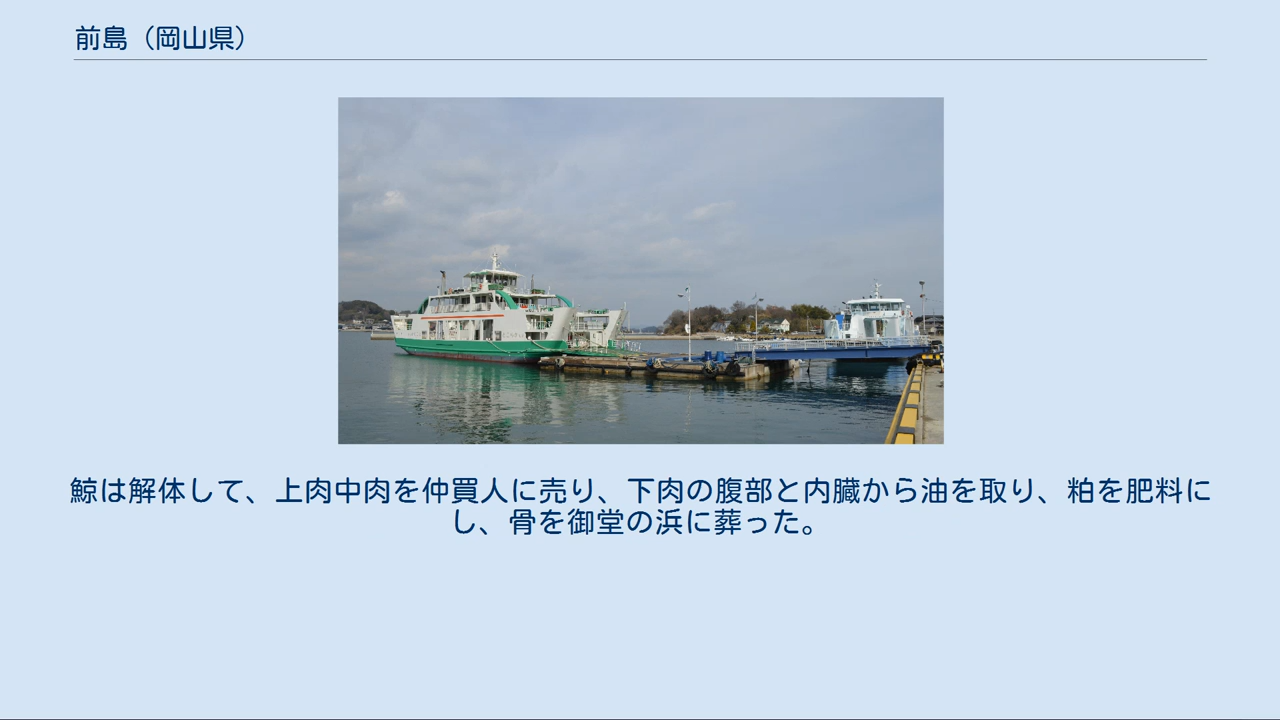 前島（岡山県）
鯨は解体して、上肉中肉を仲買人に売り、下肉の腹部と内臓から油を取り、粕を肥料に
し、骨を御堂の浜に葬った。